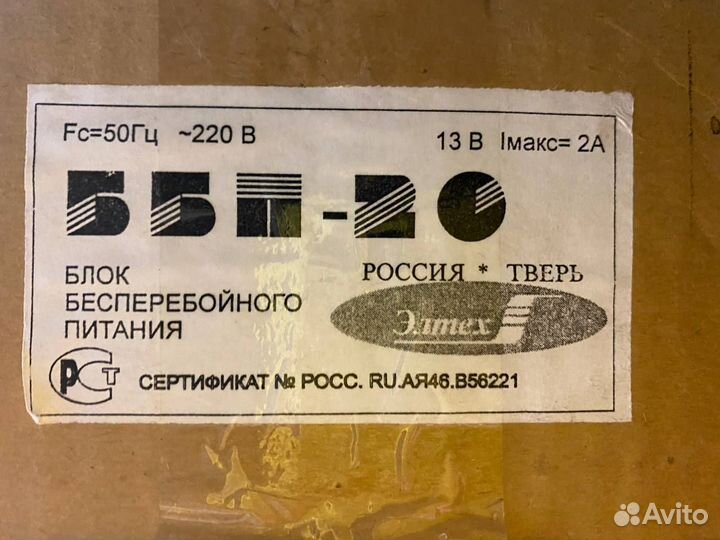 Fc=50Гц ~220 В 13 В Iмакс= 2А
ББП-20
БЛОК
БЕСПЕРЕБОЙНОГО
ПИТАНИЯ
РОССИЯ * ТВЕРЬ
Элтех
РСТ
СЕРТИФИКАТ № РОСС. RU.АЯ46.В56221
Avito